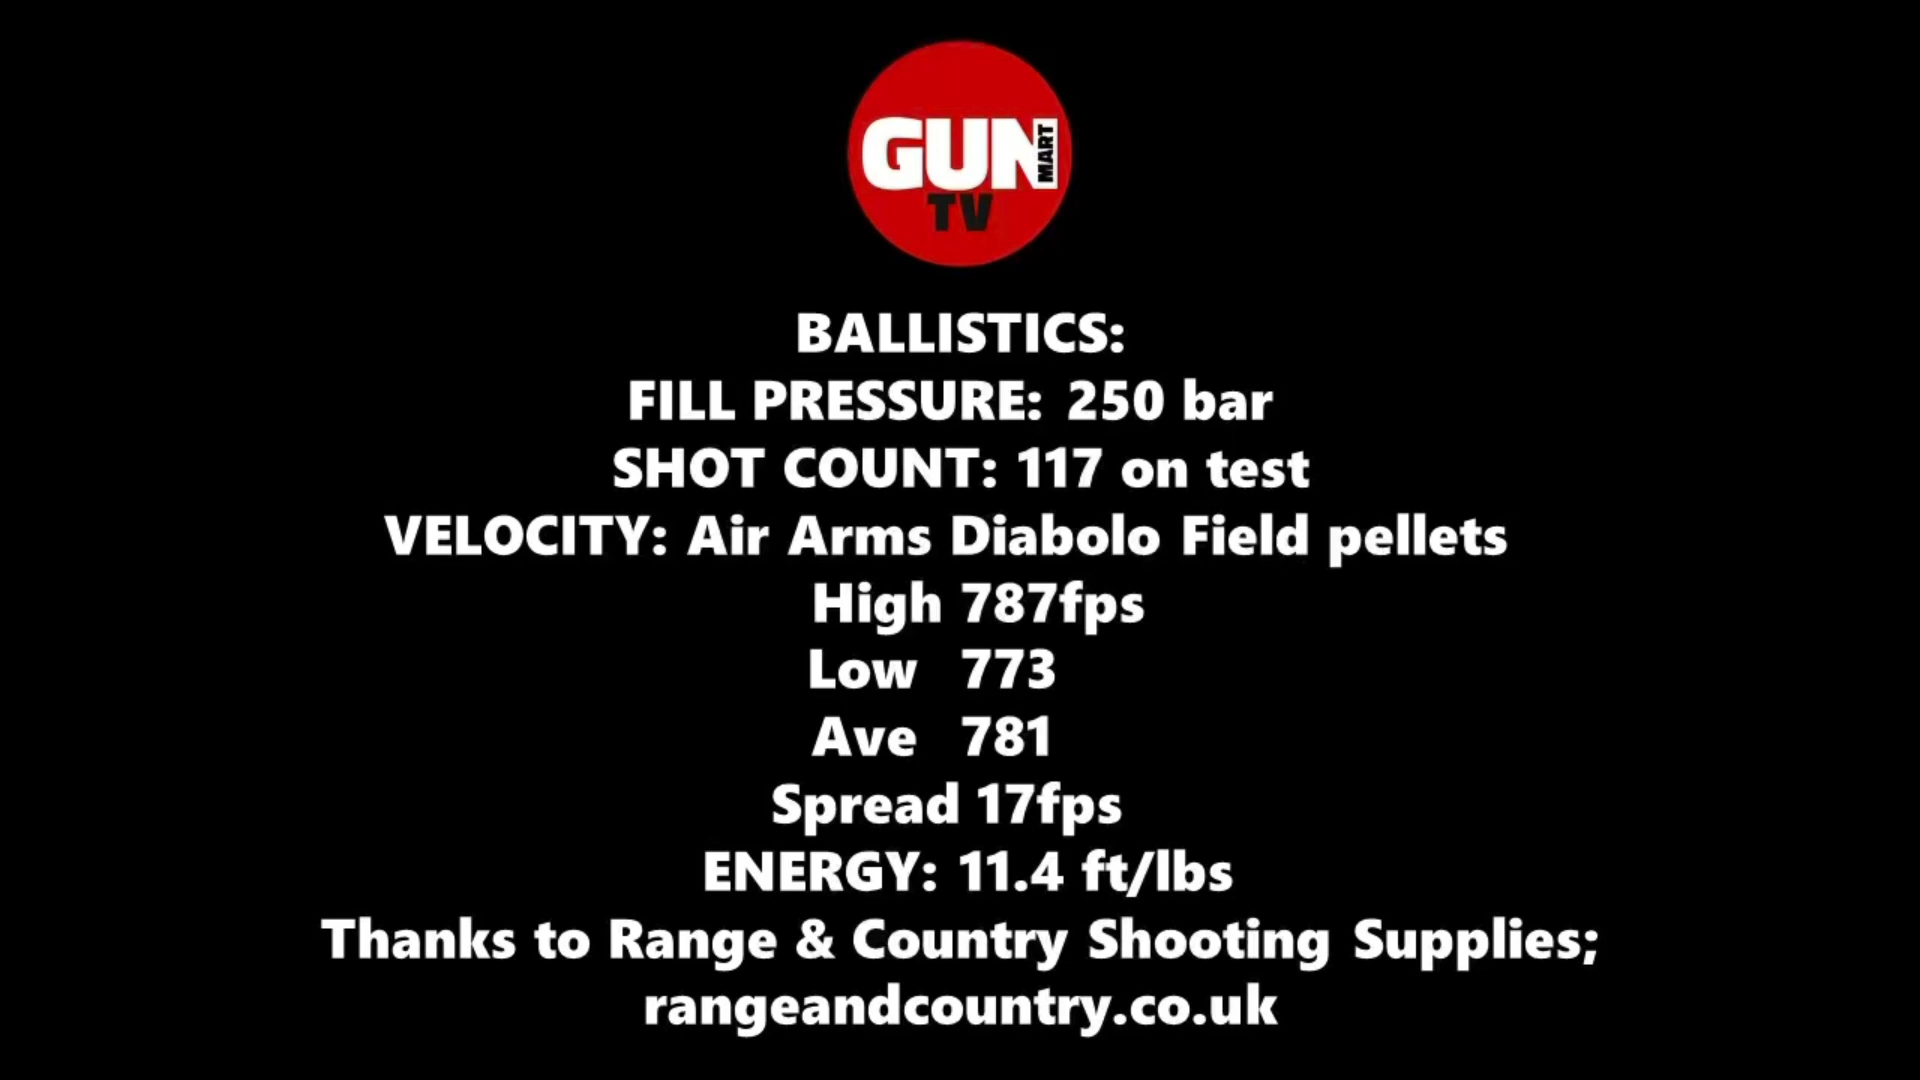 GUN MART
TV
BALLISTICS:
FILL PRESSURE: 250 bar
SHOT COUNT: 117 on test
VELOCITY: Air Arms Diabolo Field pellets
High 787fps
Low 773
Ave 781
Spread 17fps
ENERGY: 11.4 ft/lbs
Thanks to Range & Country Shooting Supplies;
rangeandcountry.co.uk